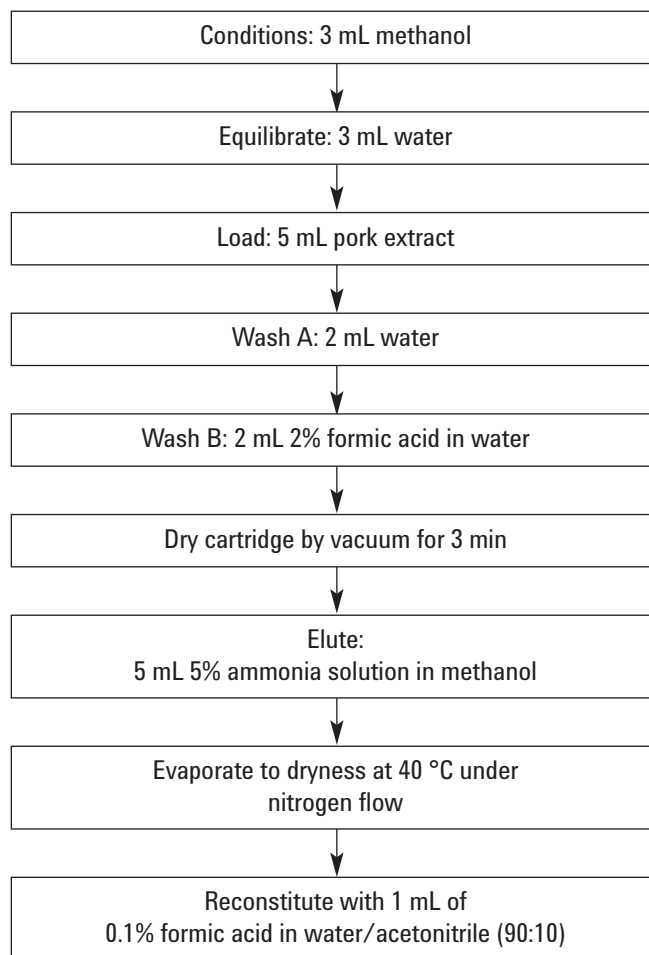 Conditions: 3 mL methanol
Equilibrate: 3 mL water
Load: 5 mL pork extract
Wash A: 2 mL water
Wash B: 2 mL 2% formic acid in water
Dry cartridge by vacuum for 3 min
Elute:
5 mL 5% ammonia solution in methanol
Evaporate to dryness at 40 °C under
nitrogen flow
Reconstitute with 1 mL of
0.1% formic acid in water/acetonitrile (90:10)